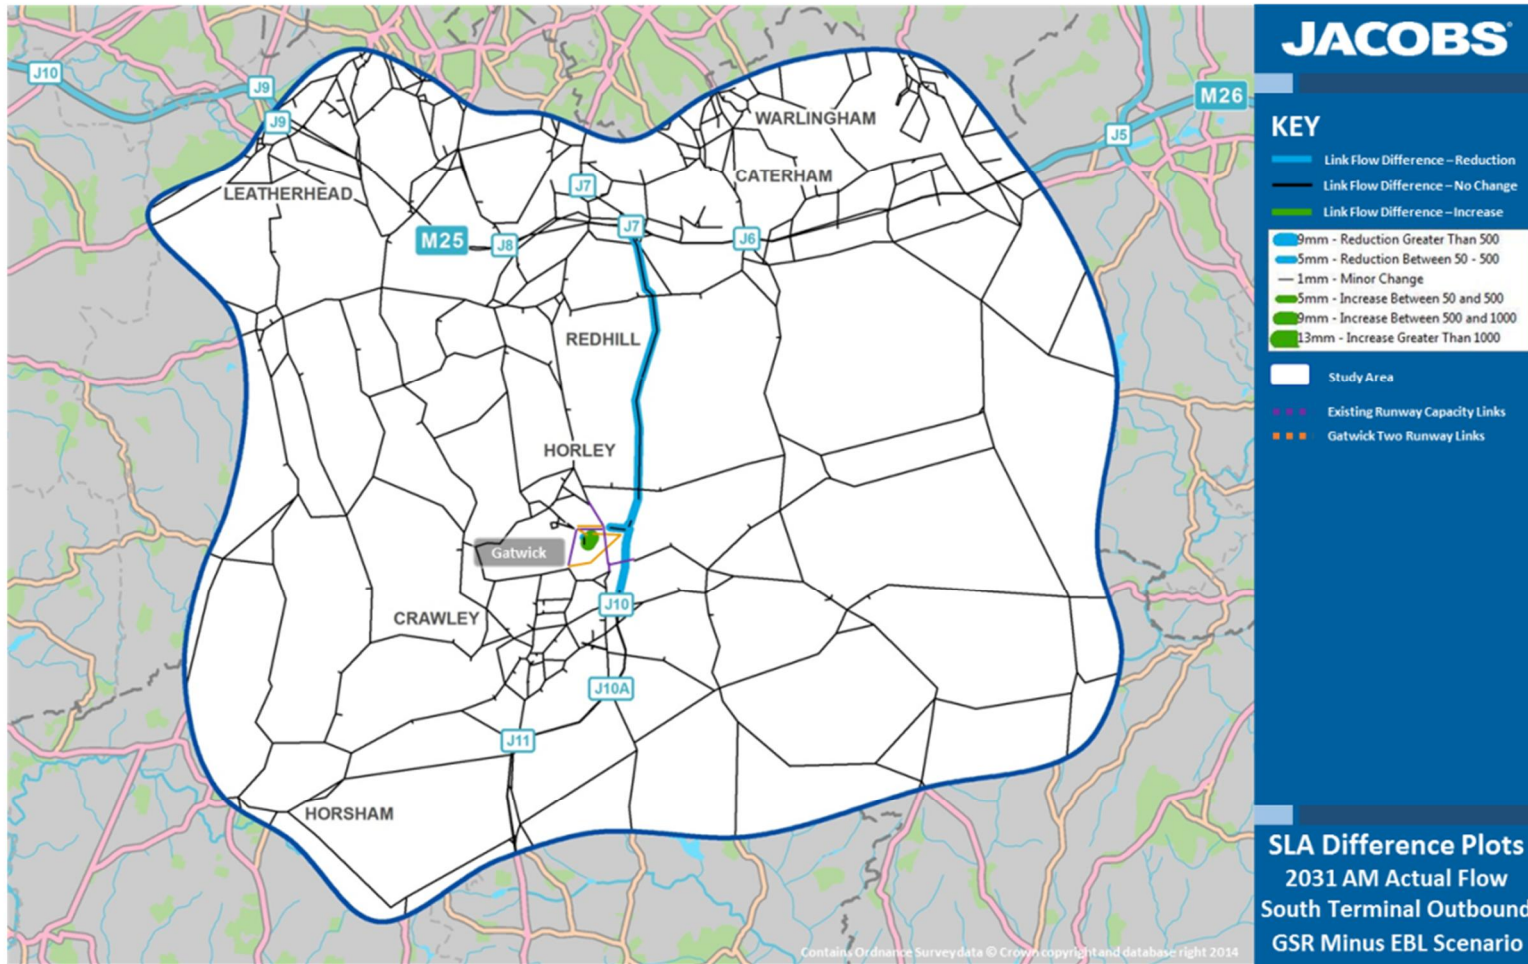 JACOBS
KEY
Link Flow Difference – Reduction
Link Flow Difference – No Change
Link Flow Difference – Increase
9mm - Reduction Greater Than 500
5mm - Reduction Between 50 - 500
1mm - Minor Change
5mm - Increase Between 50 and 500
9mm - Increase Between 500 and 1000
13mm - Increase Greater Than 1000
Study Area
Existing Runway Capacity Links
Gatwick Two Runway Links
J10
J9
M26
J9
WARLINGHAM
J5
CATERHAM
J7
LEATHERHEAD
J7
M25
J8
J6
REDHILL
HORLEY
Gatwick
J10
CRAWLEY
J10A
J11
HORSHAM
SLA Difference Plots
2031 AM Actual Flow
South Terminal Outbound
GSR Minus EBL Scenario
Contains Ordnance Survey data © Crown copyright and database right 2014